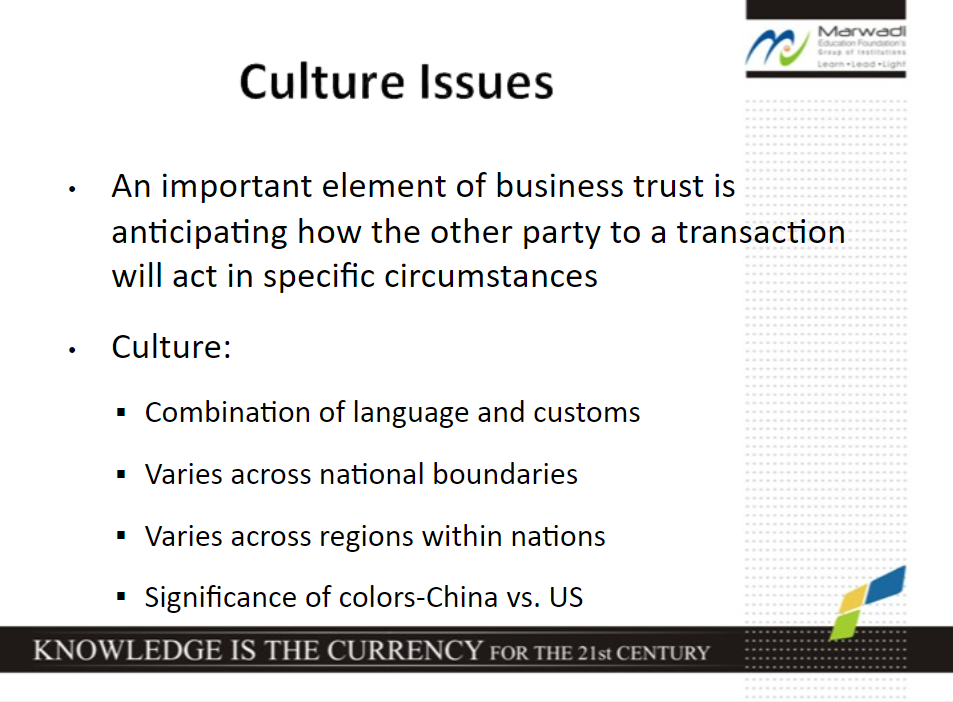 Marwadi
Education Foundation's
Group of Institutions
Learn •Lead •Light
Culture Issues
• An important element of business trust is
anticipating how the other party to a transaction
will act in specific circumstances
• Culture:
▪ Combination of language and customs
▪ Varies across national boundaries
▪ Varies across regions within nations
▪ Significance of colors-China vs. US
KNOWLEDGE IS THE CURRENCY FOR THE 21st CENTURY